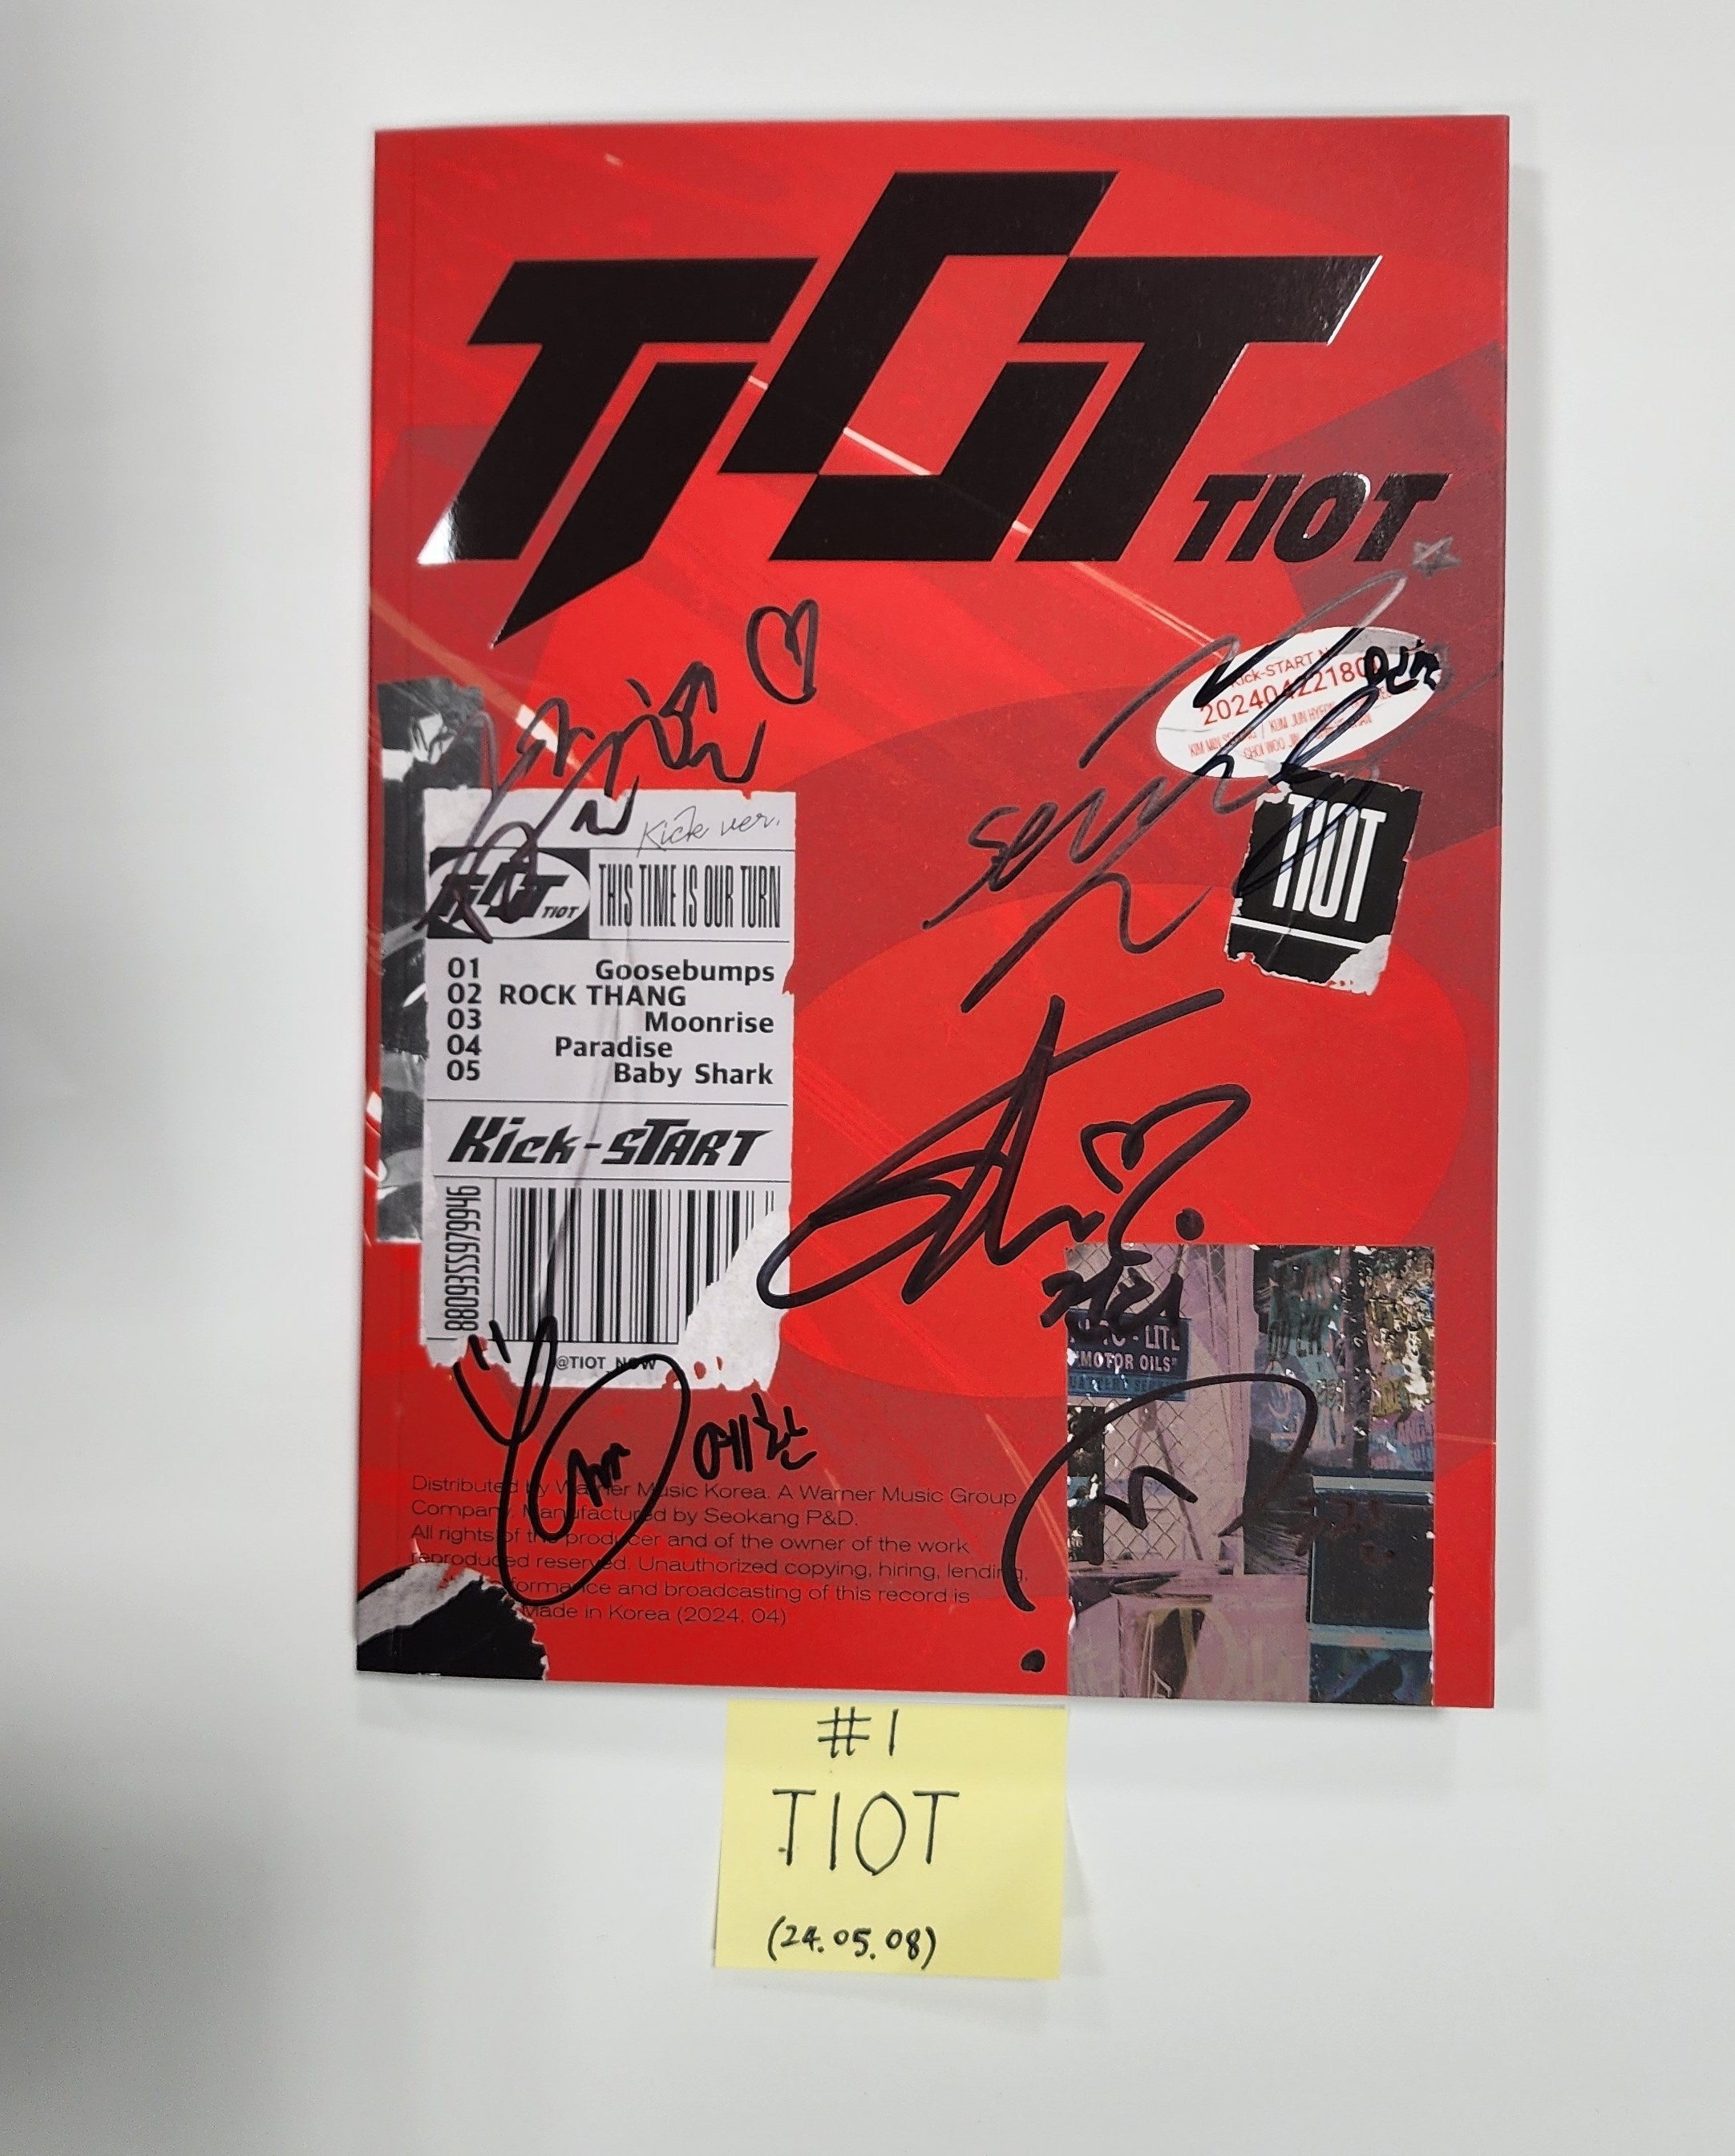 TIOT
TIOT
Kick-START
2024042218
TIOT
Kick ver.
TIOT
THIS TIME IS OUR TURN
01 Goosebumps
02 ROCK THANG
03 Moonrise
04 Paradise
05 Baby Shark
Kick-START
8809355979946
@TIOT_NOW
예찬
MOTOR OILS"
Distributed by Warner Music Korea. A Warner Music Group
Company. Manufactured by Seokang P&D.
All rights of the producer and of the owner of the work
reproduced reserved. Unauthorized copying, hiring, lending,
and broadcasting of this record is
Made in Korea (2024. 04)
#1
TIOT
(24.05.08)